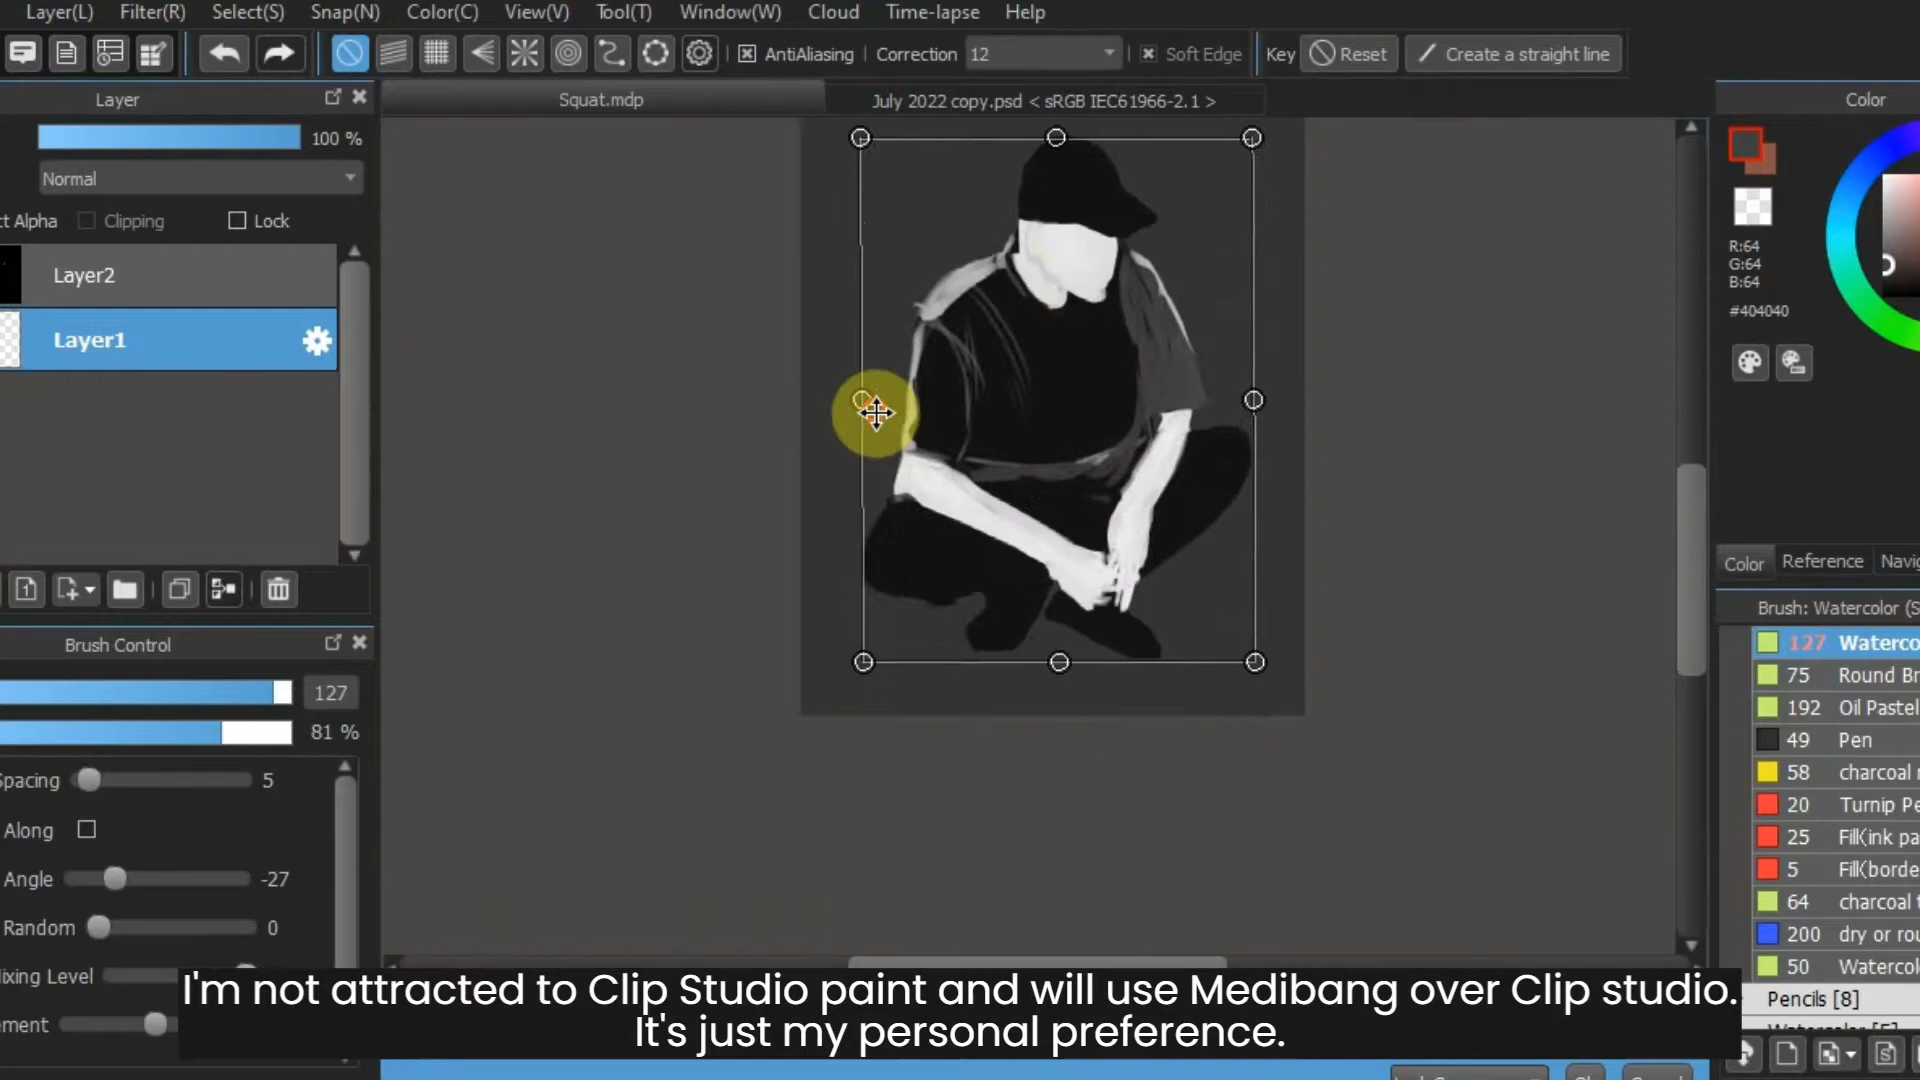 Layer(L) Filter(R) Select(S) Snap(N) Color(C) View(V) Tool(T) Window(W) Cloud Time-lapse Help
AntiAliasing Correction 12 Soft Edge Key Reset Create a straight line
Layer
Squat.mdp
July 2022 copy.psd < sRGB IEC61966-2.1 >
Color
100 %
Normal
Alpha Clipping Lock
Layer2
Layer1
R:64
G:64
B:64
#404040
Color Reference
Brush: Watercolor
127
75 Round
192 Oil Pastel
49 Pen
58 charcoal
20 Turnip
25
5
64 charcoal
200 dry or
50
Pencils [8]
Brush Control
127
81 %
Spacing 5
Along
Angle -27
Random 0
Level
I'm not attracted to Clip Studio paint and will use Medibang over Clip studio.
It's just my personal preference.